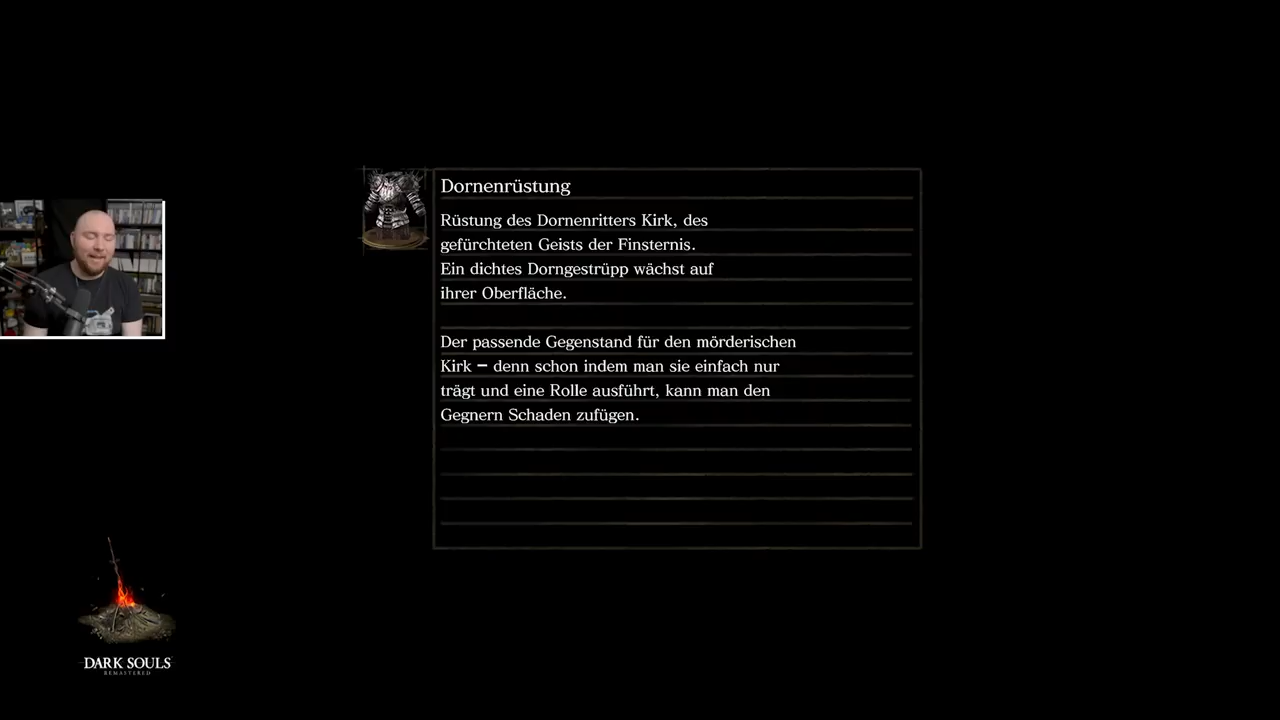 Dornenrüstung
Rüstung des Dornenritters Kirk, des
gefürchteten Geists der Finsternis.
Ein dichtes Dorngestrüpp wächst auf
ihrer Oberfläche.
Der passende Gegenstand für den mörderischen
Kirk – denn schon indem man sie einfach nur
trägt und eine Rolle ausführt, kann man den
Gegnern Schaden zufügen.
DARK SOULS
REMASTERED